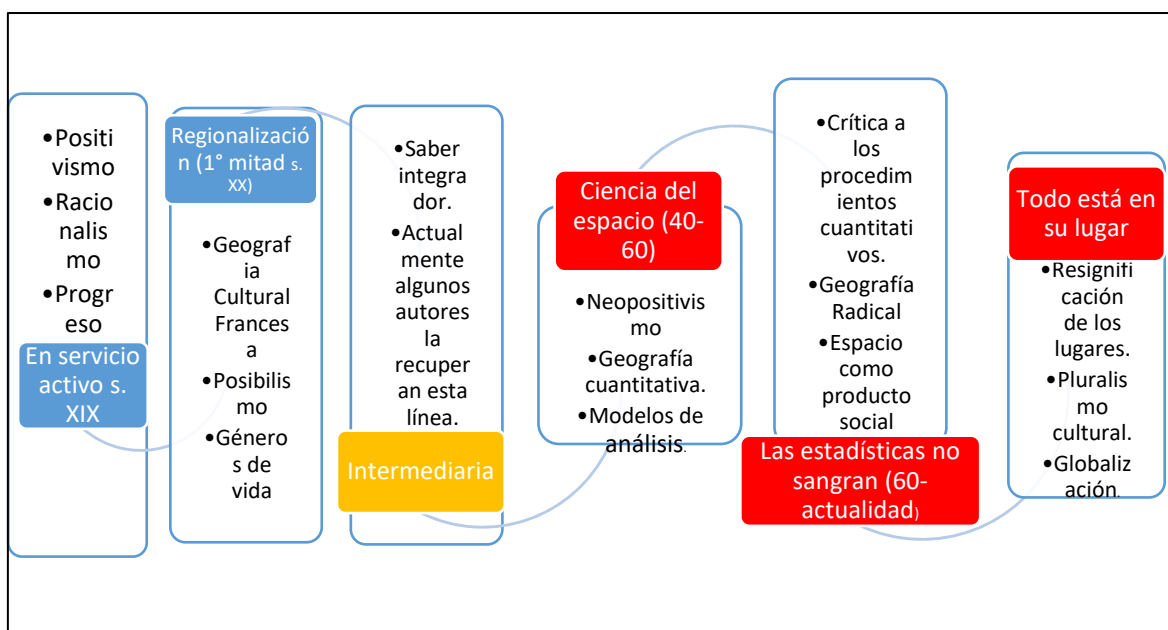 •Positi
vismo
•Racio
nalis
mo
•Progr
eso
En servicio
activo s.
XIX
Regionalizació
n (1° mitad s.
XX)
•Geograf
ia
Cultural
Frances
a
•Posibilis
mo
•Género
s de
vida
•Saber
integra
dor.
•Actual
mente
algunos
autores
la
recuper
an esta
línea.
Intermediaria
Ciencia del
espacio (40-
60)
•Neopositivis
mo
•Geografía
cuantitativa.
•Modelos de
análisis.
•Crítica a
los
procedim
ientos
cuantitati
vos.
•Geografía
Radical
•Espacio
como
producto
social
Las estadísticas no
sangran (60-
actualidad)
Todo está en
su lugar
•Resignifi
cación
de los
lugares.
•Pluralis
mo
cultural.
•Globaliz
ación.